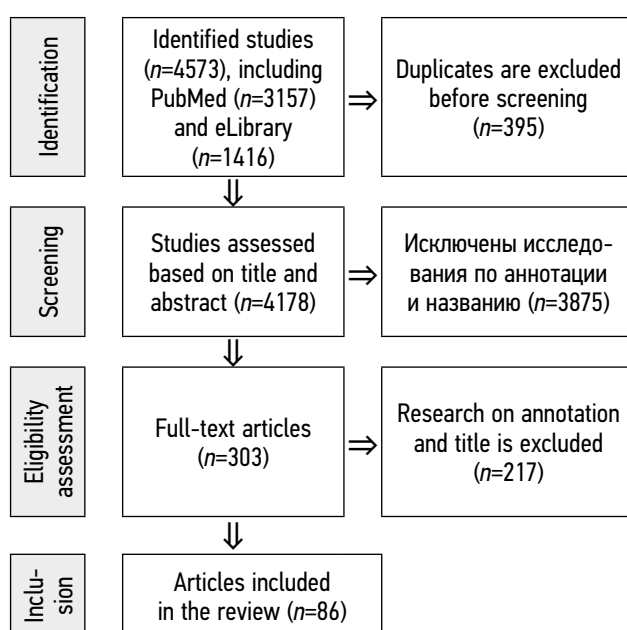 Identification
Identified studies
(n=4573), including
PubMed (n=3157)
and eLibrary
(n=1416)
Duplicates are excluded
before screening
(n=395)
Screening
Studies assessed
based on title and
abstract (n=4178)
Исключены исследо-
вания по аннотации
и названию (n=3875)
Eligibility
assessment
Full-text articles
(n=303)
Research on annotation
and title is excluded
(n=217)
Inclu-
sion
Articles included
in the review (n=86)